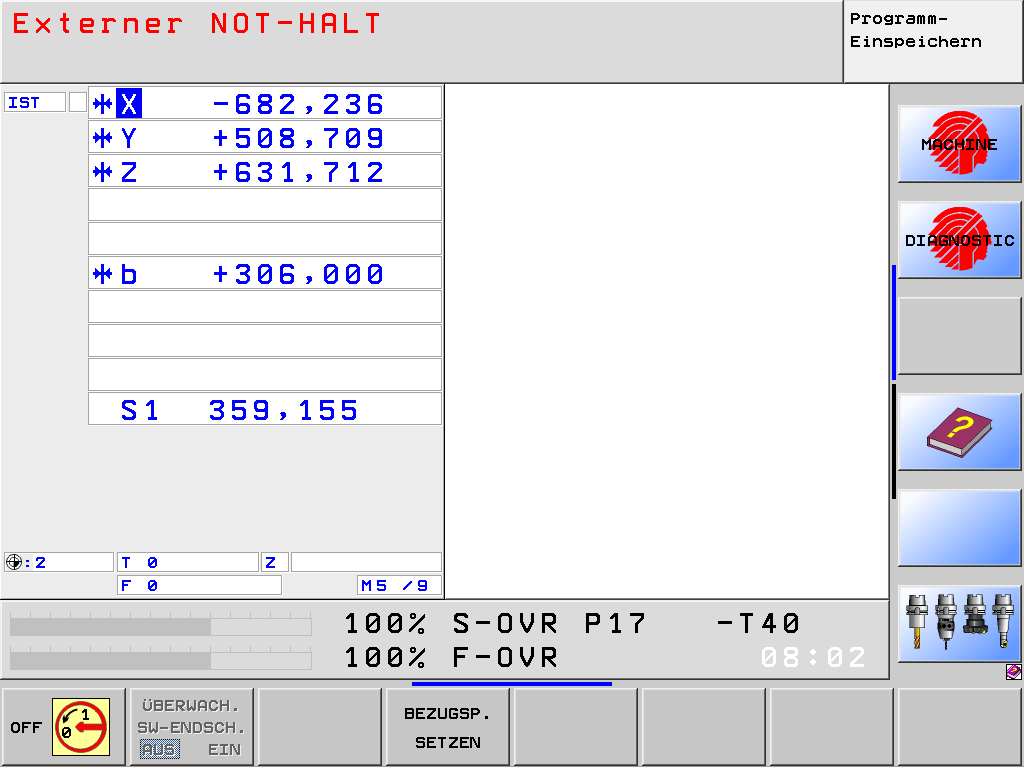 Externer NOT-HALT
Programm-
Einspeichern
IST
X -682,236
Y +508,709
Z +631,712
b +306,000
S1 359,155
:2 T 0 Z
F 0 M5 /9
100% S-OVR P17 -T40
100% F-OVR 08:02
MACHINE
DIAGNOSTIC
?
OFF 1 0
ÜBERWACH.
SW-ENDSCH.
AUS EIN
BEZUGSP.
SETZEN